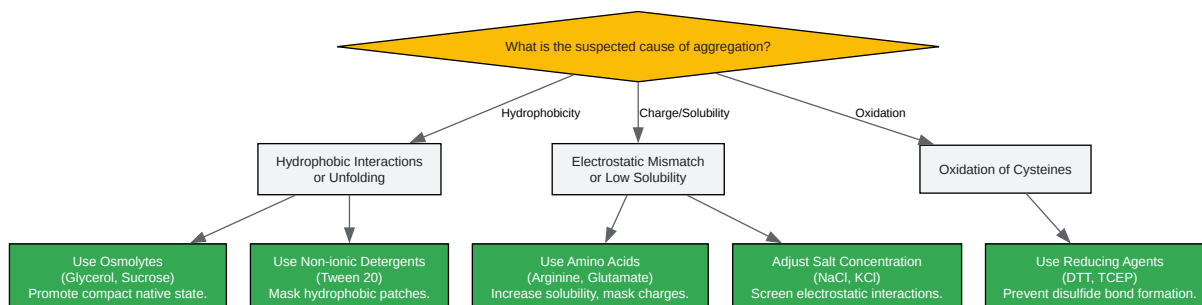 What is the suspected cause of aggregation?
Hydrophobicity
Charge/Solubility
Oxidation
Hydrophobic Interactions
or Unfolding
Electrostatic Mismatch
or Low Solubility
Oxidation of Cysteines
Use Osmolytes
(Glycerol, Sucrose)
Promote compact native state.
Use Non-ionic Detergents
(Tween 20)
Mask hydrophobic patches.
Use Amino Acids
(Arginine, Glutamate)
Increase solubility, mask charges.
Adjust Salt Concentration
(NaCl, KCl)
Screen electrostatic interactions.
Use Reducing Agents
(DTT, TCEP)
Prevent disulfide bond formation.